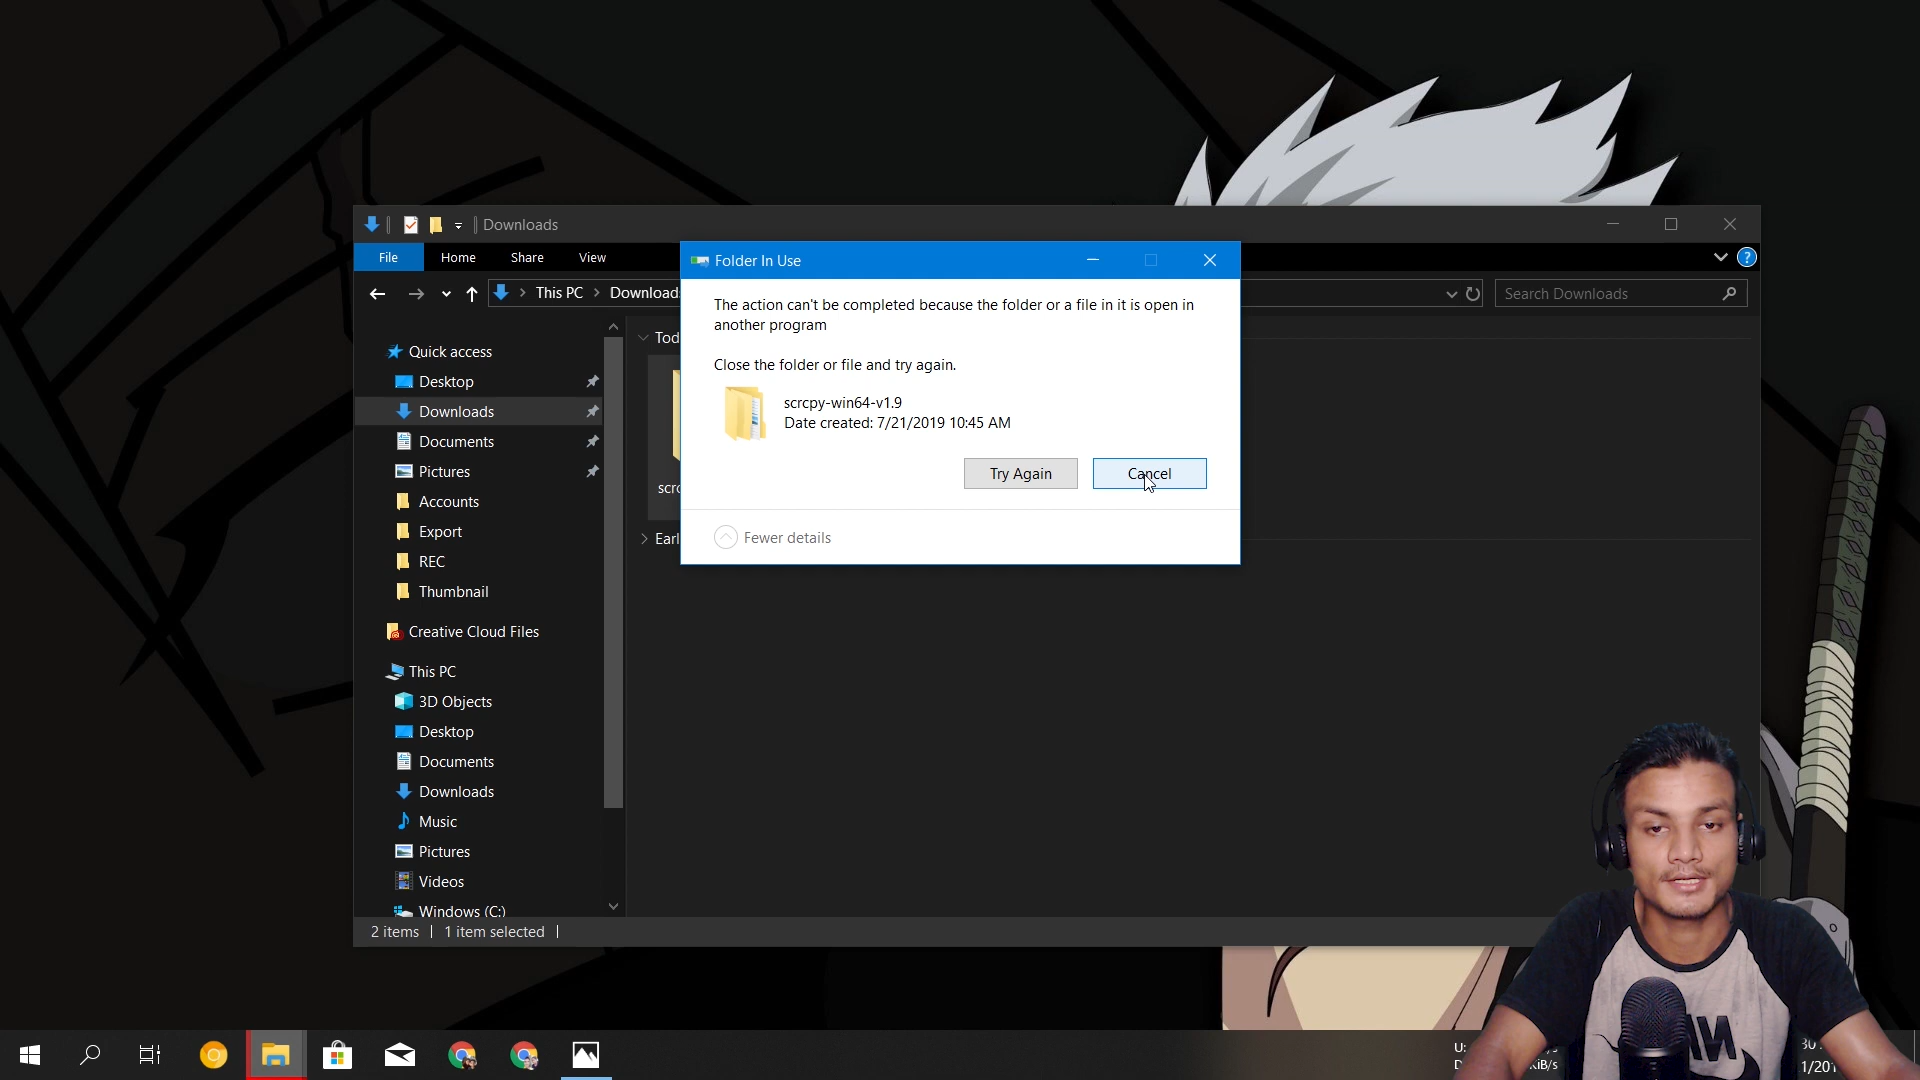 Downloads
File Home Share View
This PC Download
Search Downloads
Folder In Use
The action can't be completed because the folder or a file in it is open in
another program
Close the folder or file and try again.
scrcpy-win64-v1.9
Date created: 7/21/2019 10:45 AM
Try Again Cancel
Fewer details
Quick access
Desktop
Downloads
Documents
Pictures
Accounts
Export
REC
Thumbnail
Creative Cloud Files
This PC
3D Objects
Desktop
Documents
Downloads
Music
Pictures
Videos
Windows (C:)
Tod
scrc
Earl
2 items 1 item selected
U: